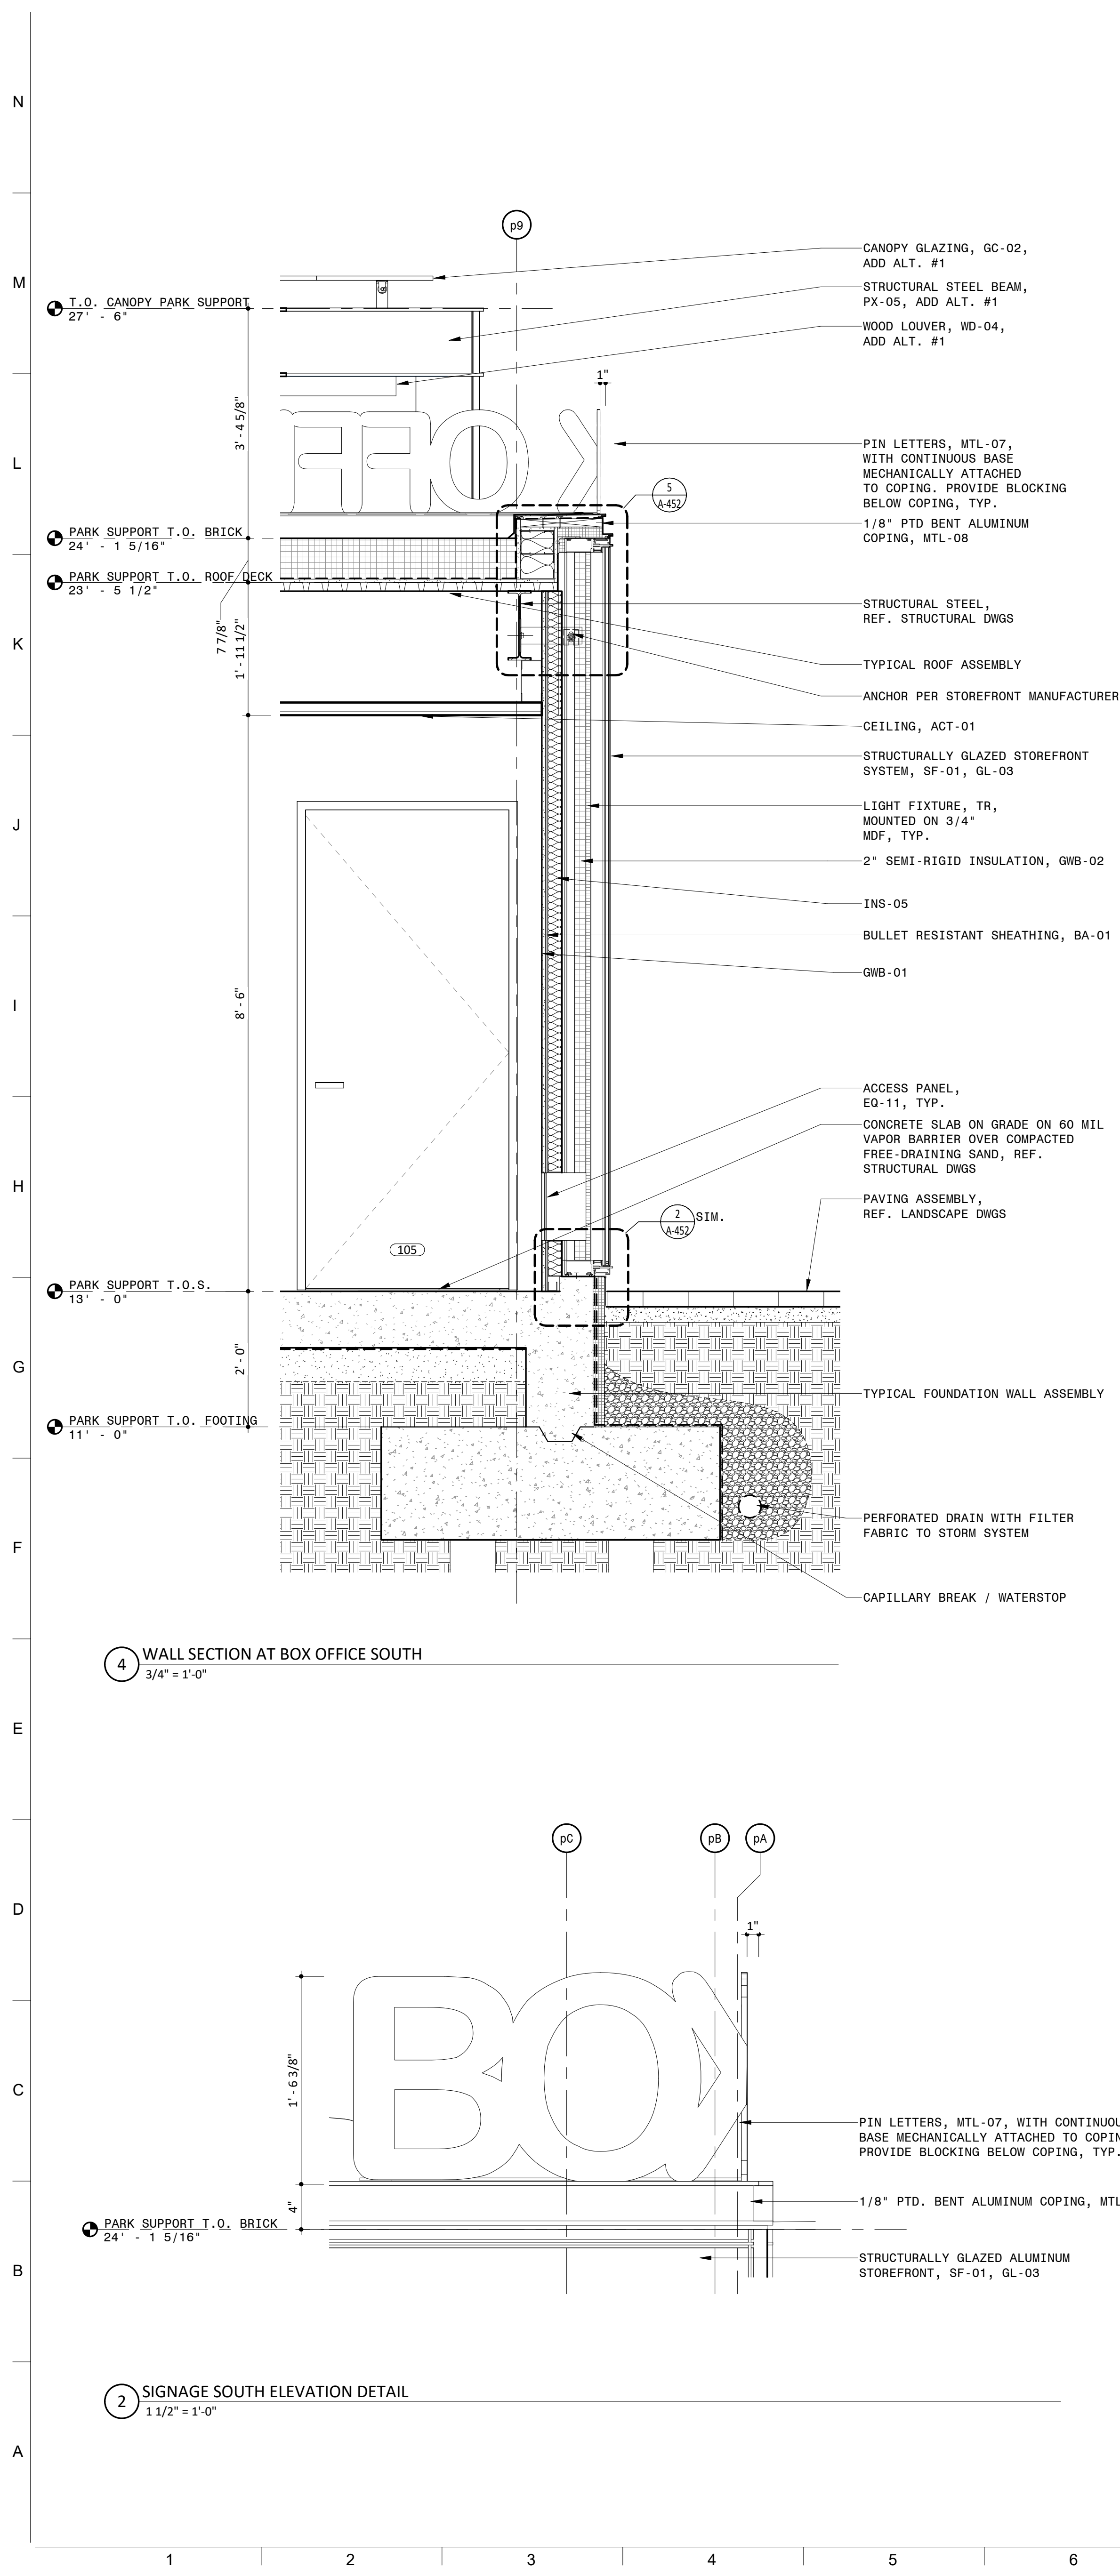 N
M
L
K
J
I
H
G
F
E
D
C
B
A
p9
T.O. CANOPY PARK SUPPORT
27' - 6"
3' - 4 5/8"
PARK SUPPORT T.O. BRICK
24' - 1 5/16"
PARK SUPPORT T.O. ROOF DECK
23' - 5 1/2"
7 7/8"
1' - 11 1/2"
8' - 6"
PARK SUPPORT T.O.S.
13' - 0"
2' - 0"
PARK SUPPORT T.O. FOOTING
11' - 0"
1"
5
A-452
105
2
A-452
SIM.
CANOPY GLAZING, GC-02,
ADD ALT. #1
STRUCTURAL STEEL BEAM,
PX-05, ADD ALT. #1
WOOD LOUVER, WD-04,
ADD ALT. #1
PIN LETTERS, MTL-07,
WITH CONTINUOUS BASE
MECHANICALLY ATTACHED
TO COPING. PROVIDE BLOCKING
BELOW COPING, TYP.
1/8" PTD BENT ALUMINUM
COPING, MTL-08
STRUCTURAL STEEL,
REF. STRUCTURAL DWGS
TYPICAL ROOF ASSEMBLY
ANCHOR PER STOREFRONT MANUFACTURER
CEILING, ACT-01
STRUCTURALLY GLAZED STOREFRONT
SYSTEM, SF-01, GL-03
LIGHT FIXTURE, TR,
MOUNTED ON 3/4"
MDF, TYP.
2" SEMI-RIGID INSULATION, GWB-02
INS-05
BULLET RESISTANT SHEATHING, BA-01
GWB-01
ACCESS PANEL,
EQ-11, TYP.
CONCRETE SLAB ON GRADE ON 60 MIL
VAPOR BARRIER OVER COMPACTED
FREE-DRAINING SAND, REF.
STRUCTURAL DWGS
PAVING ASSEMBLY,
REF. LANDSCAPE DWGS
TYPICAL FOUNDATION WALL ASSEMBLY
PERFORATED DRAIN WITH FILTER
FABRIC TO STORM SYSTEM
CAPILLARY BREAK / WATERSTOP
4
WALL SECTION AT BOX OFFICE SOUTH
3/4" = 1'-0"
pC
pB
pA
1"
BOX
1' - 6 3/8"
4"
PARK SUPPORT T.O. BRICK
24' - 1 5/16"
PIN LETTERS, MTL-07, WITH CONTINUOU
BASE MECHANICALLY ATTACHED TO COPIN
PROVIDE BLOCKING BELOW COPING, TYP.
1/8" PTD. BENT ALUMINUM COPING, MTL
STRUCTURALLY GLAZED ALUMINUM
STOREFRONT, SF-01, GL-03
2
SIGNAGE SOUTH ELEVATION DETAIL
1 1/2" = 1'-0"
1
2
3
4
5
6